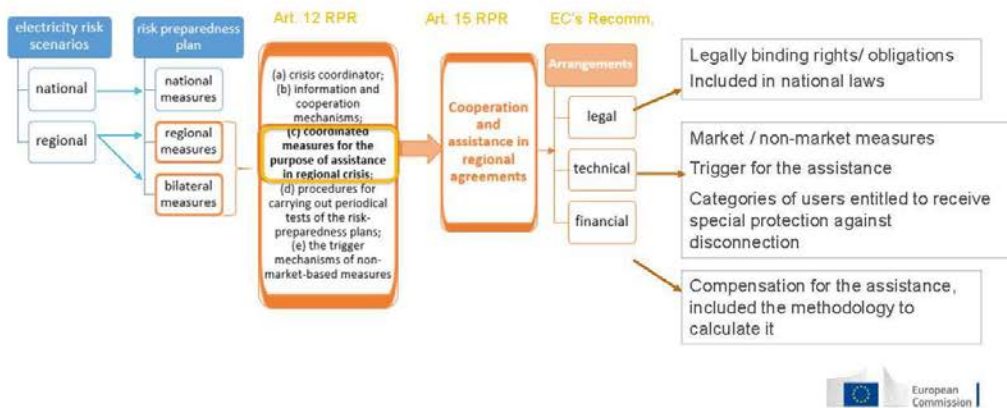 Art. 12 RPR
Art. 15 RPR
EC's Recomm.
electricity risk
scenarios
national
regional
risk preparedness
plan
national
measures
regional
measures
bilateral
measures
(a) crisis coordinator;
(b) information and
cooperation
mechanisms;
(c) coordinated
measures for the
purpose of assistance
in regional crisis;
(d) procedures for
carrying out periodical
tests of the risk-
preparedness plans;
(e) the trigger
mechanisms of non-
market-based measures
Cooperation
and
assistance in
regional
agreements
Arrangements
legal
technical
financial
Legally binding rights/ obligations
Included in national laws
Market / non-market measures
Trigger for the assistance
Categories of users entitled to receive
special protection against
disconnection
Compensation for the assistance,
included the methodology to
calculate it
European
Commission